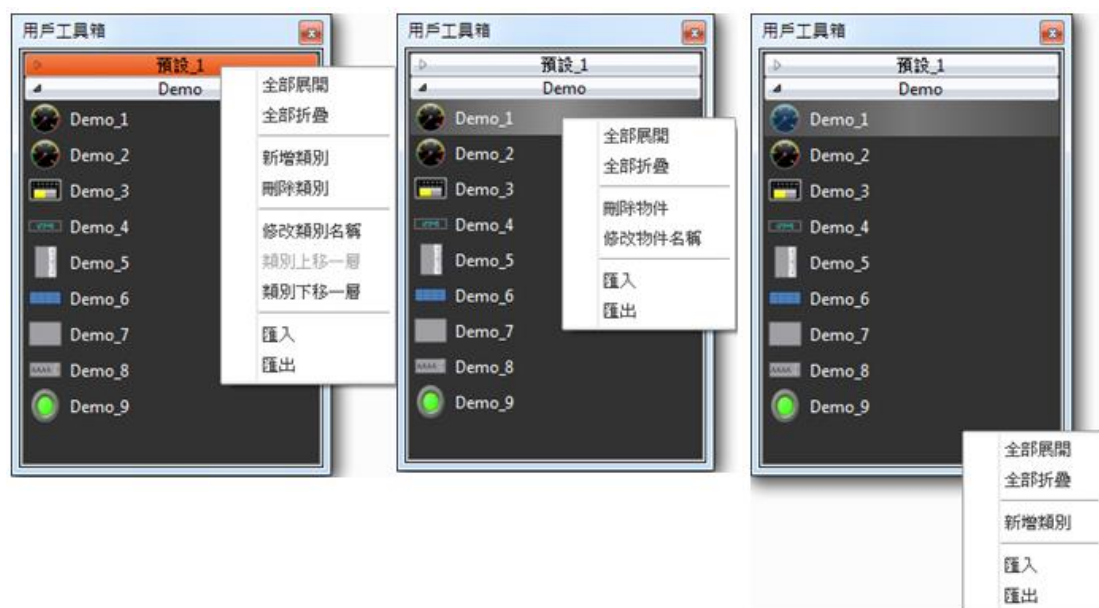 用戶工具箱
預設_1
Demo
Demo_1
Demo_2
Demo_3
Demo_4
Demo_5
Demo_6
Demo_7
Demo_8
Demo_9
全部展開
全部折疊
新增類別
刪除類別
修改類別名稱
類別上移一層
類別下移一層
匯入
匯出
用戶工具箱
預設_1
Demo
Demo_1
Demo_2
Demo_3
Demo_4
Demo_5
Demo_6
Demo_7
Demo_8
Demo_9
全部展開
全部折疊
刪除物件
修改物件名稱
匯入
匯出
用戶工具箱
預設_1
Demo
Demo_1
Demo_2
Demo_3
Demo_4
Demo_5
Demo_6
Demo_7
Demo_8
Demo_9
全部展開
全部折疊
新增類別
匯入
匯出